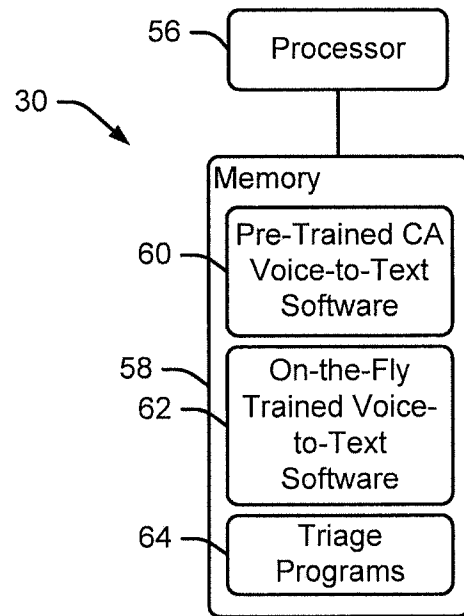 56
Processor
30
Memory
60
Pre-Trained CA
Voice-to-Text
Software
58
62
On-the-Fly
Trained Voice-
to-Text
Software
64
Triage
Programs